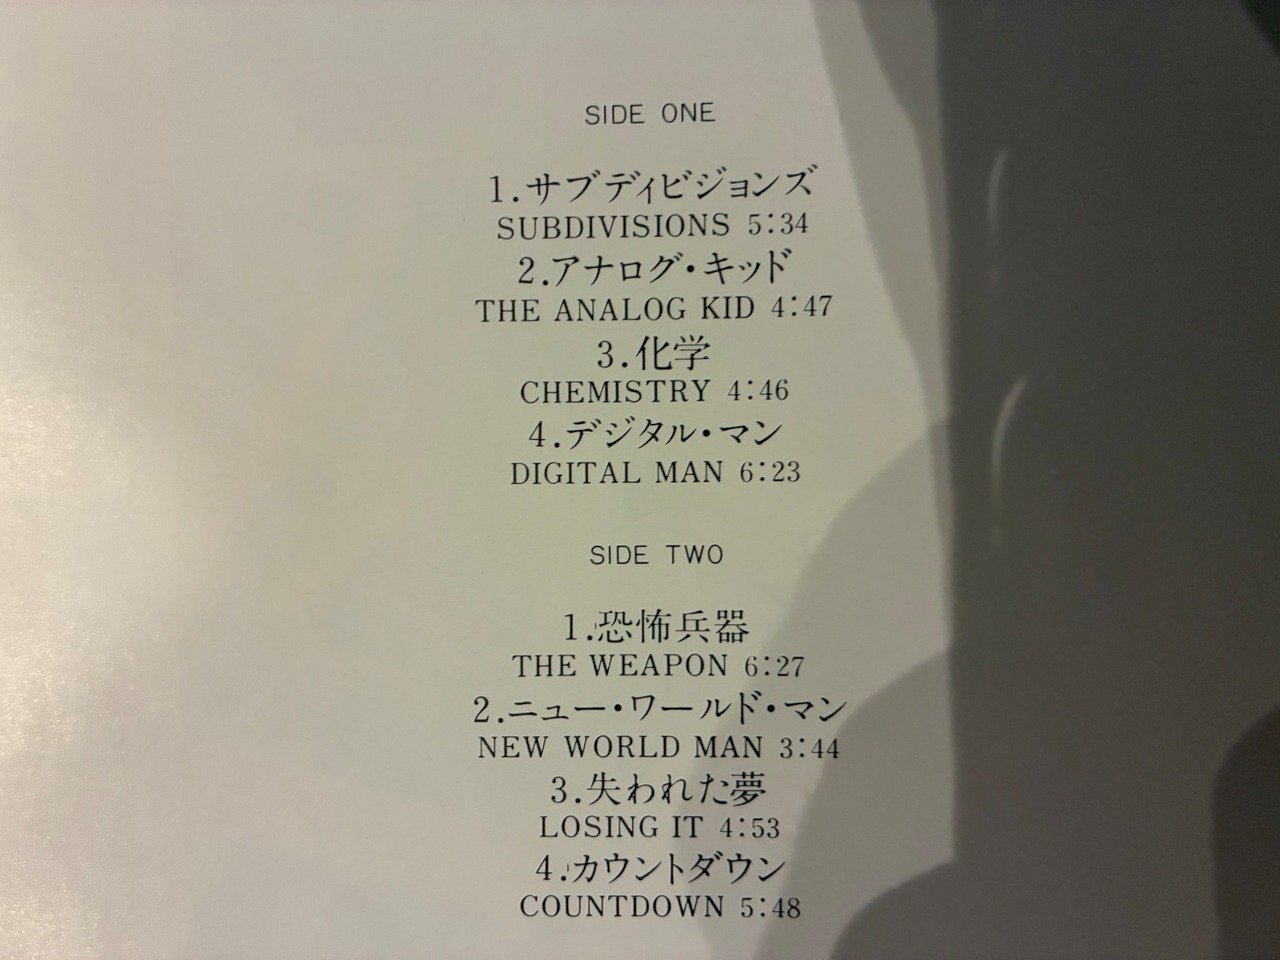 SIDE ONE
1.サブディビジョンズ
SUBDIVISIONS 5:34
2.アナログ・キッド
THE ANALOG KID 4:47
3.化学
CHEMISTRY 4:46
4.デジタル・マン
DIGITAL MAN 6:23
SIDE TWO
1.恐怖兵器
THE WEAPON 6:27
2.ニュー・ワールド・マン
NEW WORLD MAN 3:44
3.失われた夢
LOSING IT 4:53
4.カウントダウン
COUNTDOWN 5:48